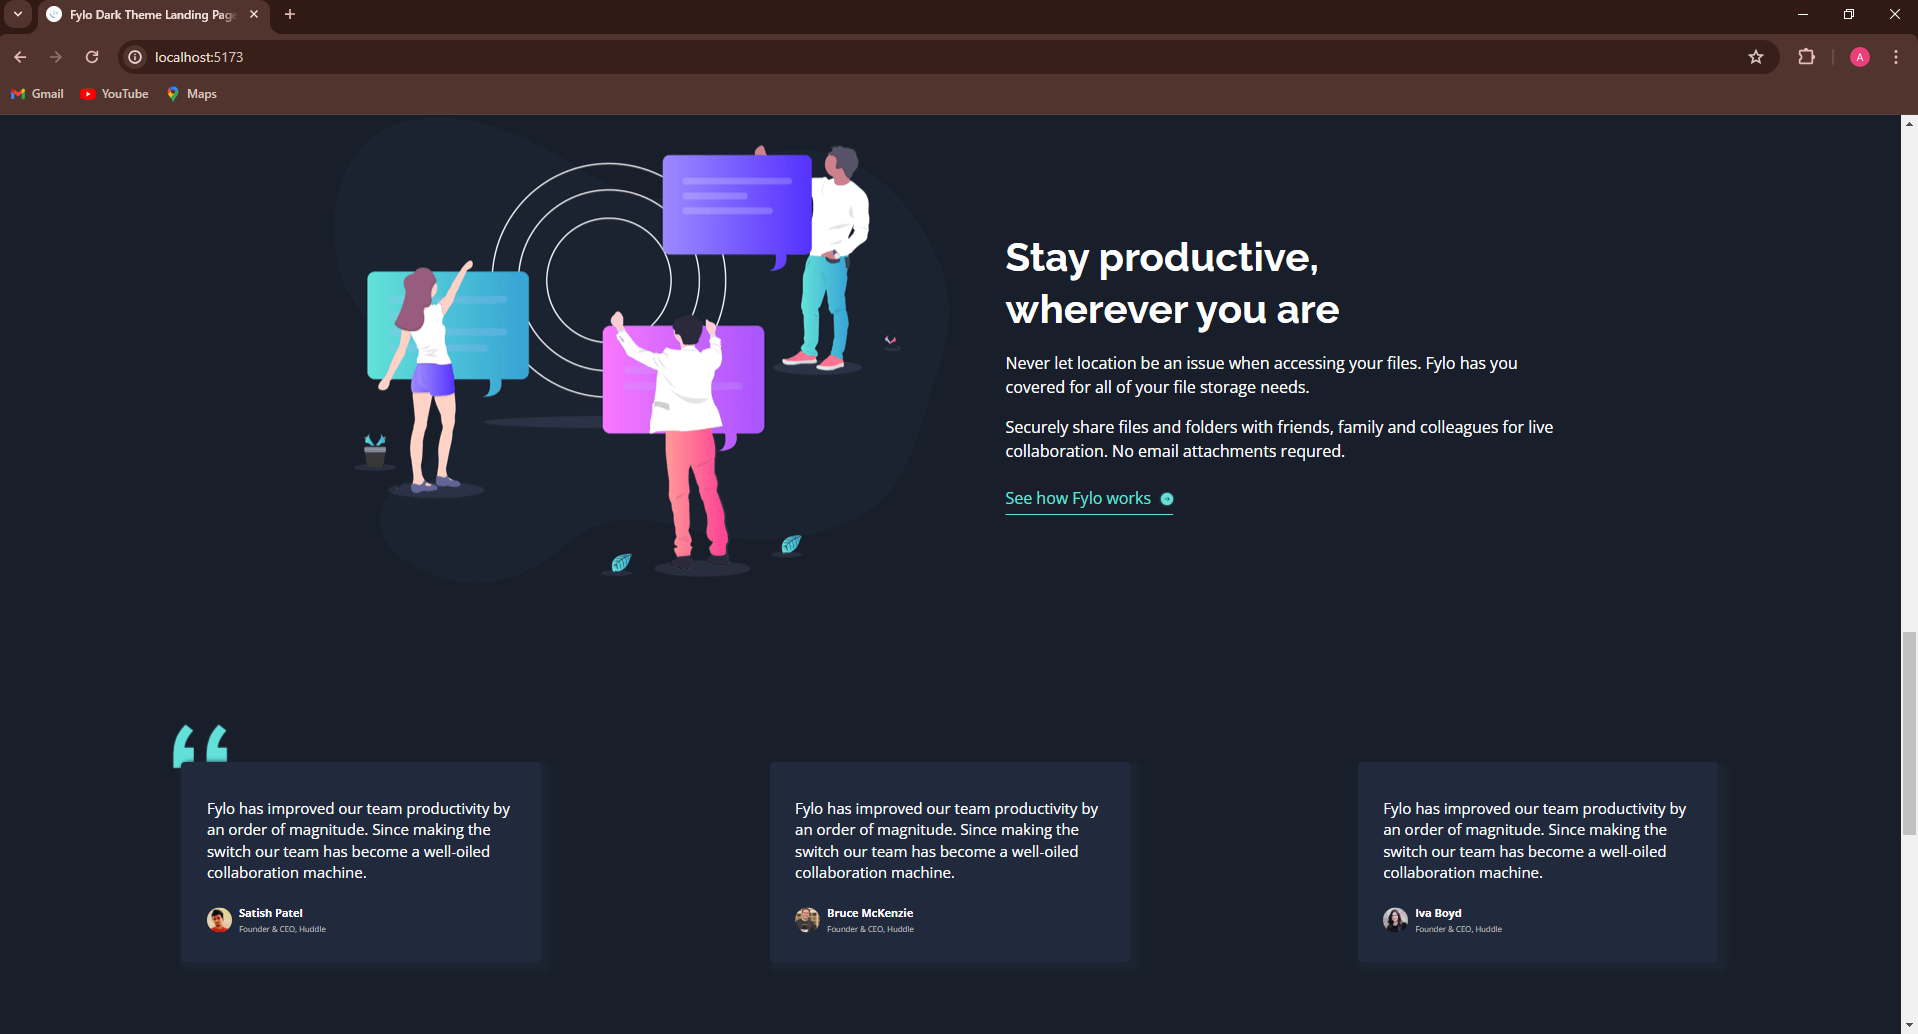 Fylo Dark Theme Landing Pag
localhost:5173
A
Gmail
YouTube
Maps
Stay productive,
wherever you are
Never let location be an issue when accessing your files. Fylo has you
covered for all of your file storage needs.
Securely share files and folders with friends, family and colleagues for live
collaboration. No email attachments requred.
See how Fylo works
Fylo has improved our team productivity by
an order of magnitude. Since making the
switch our team has become a well-oiled
collaboration machine.
Satish Patel
Founder & CEO, Huddle
Fylo has improved our team productivity by
an order of magnitude. Since making the
switch our team has become a well-oiled
collaboration machine.
Bruce McKenzie
Founder & CEO, Huddle
Fylo has improved our team productivity by
an order of magnitude. Since making the
switch our team has become a well-oiled
collaboration machine.
Iva Boyd
Founder & CEO, Huddle